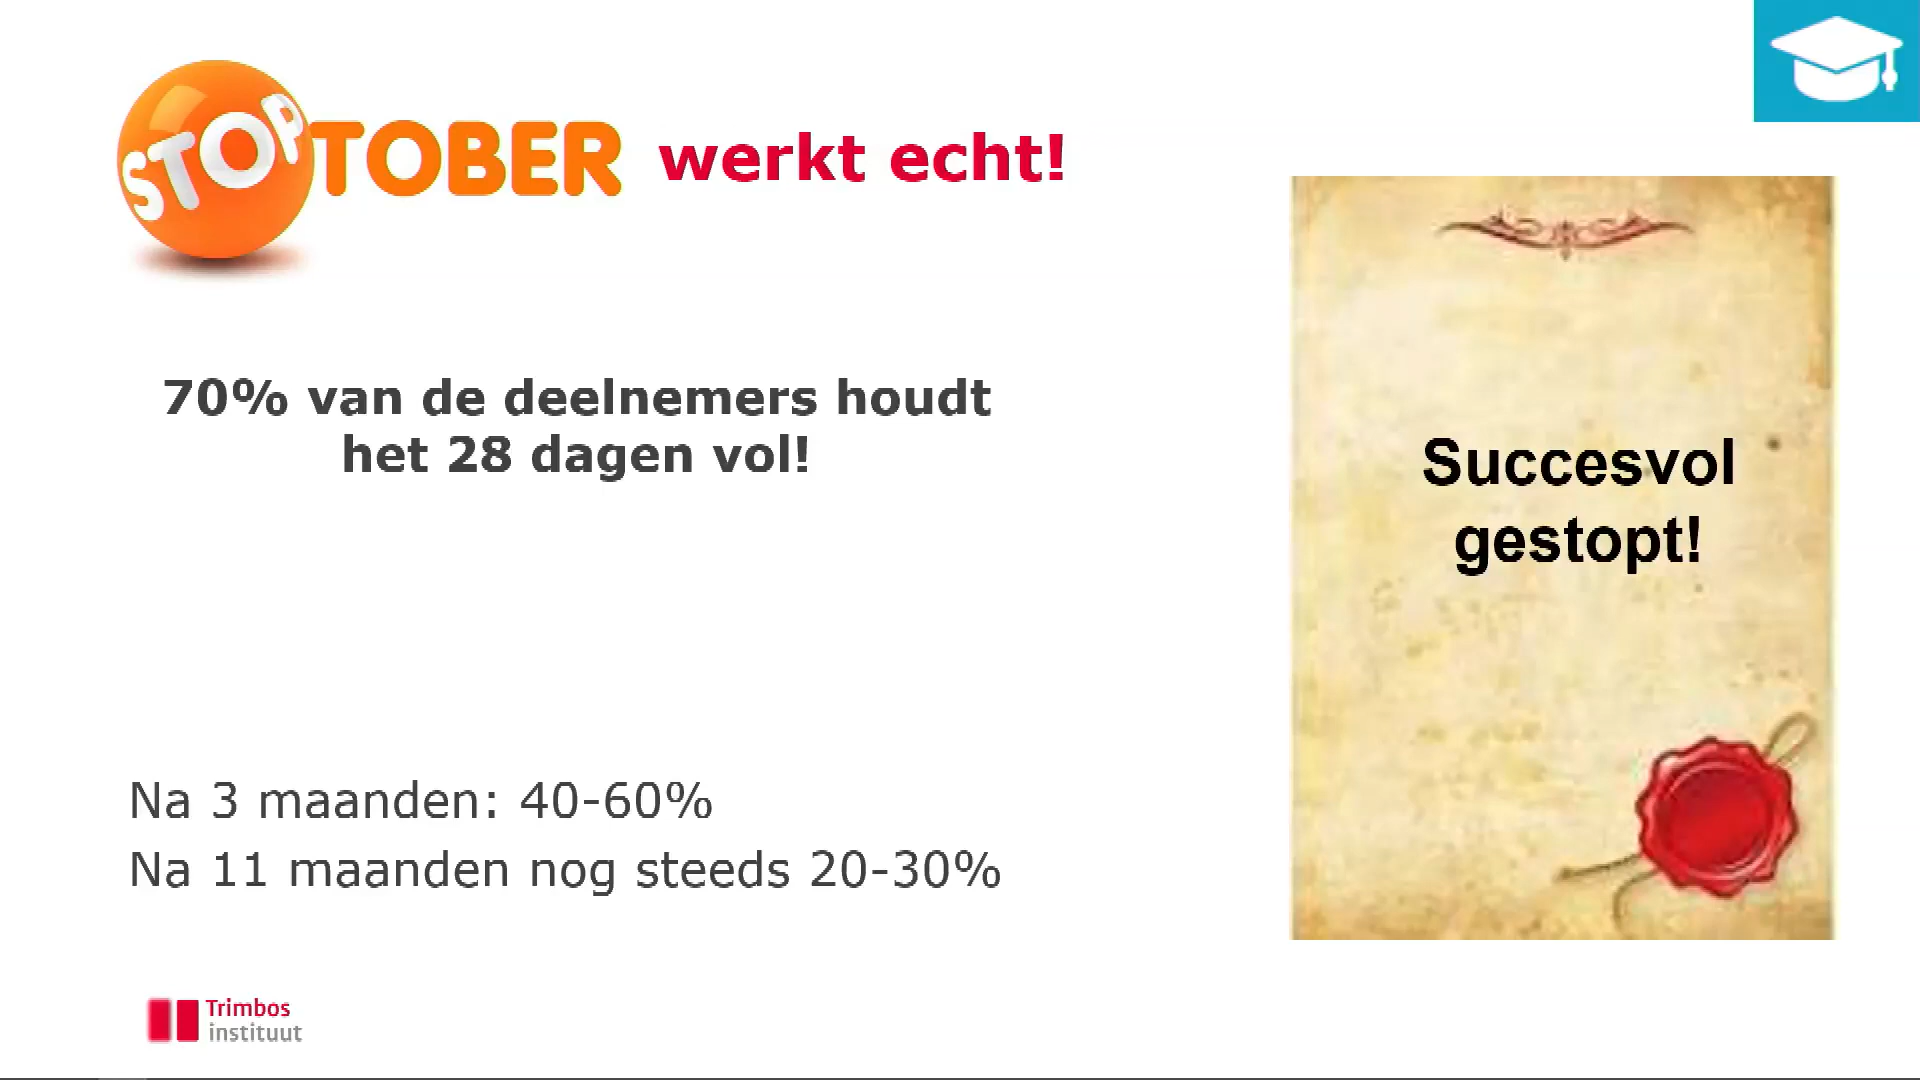 STOPTOBER werkt echt!
70% van de deelnemers houdt
het 28 dagen vol!
Succesvol
gestopt!
Na 3 maanden: 40-60%
Na 11 maanden nog steeds 20-30%
Trimbos
instituut